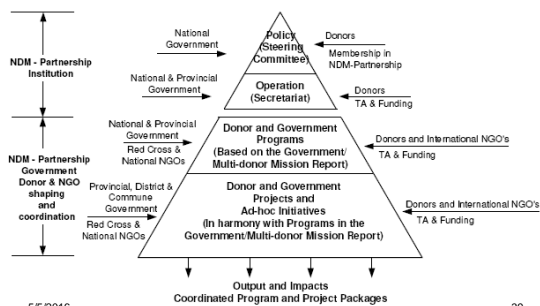 National
Government
Policy
(Steering
Committee)
Donors
Membership in
NDM-Partnership
NDM - Partnership
Institution
National & Provincial
Government
Operation
(Secretariat)
Donors
TA & Funding
National & Provincial
Government
Red Cross &
National NGOs
Donor and Government
Programs
(Based on the Government/
Multi-donor Mission Report)
Donors and International NGO's
TA & Funding
NDM - Partnership
Government
Donor & NGO
shaping
and
coordination
Provincial, District &
Commune
Government
Red Cross &
National NGOs
Donor and Government
Projects and
Ad-hoc Initiatives
(In harmony with Programs in the
Government/Multi-donor Mission Report)
Donors and International NGO's
TA & Funding
Output and Impacts
Coordinated Program and Project Packages